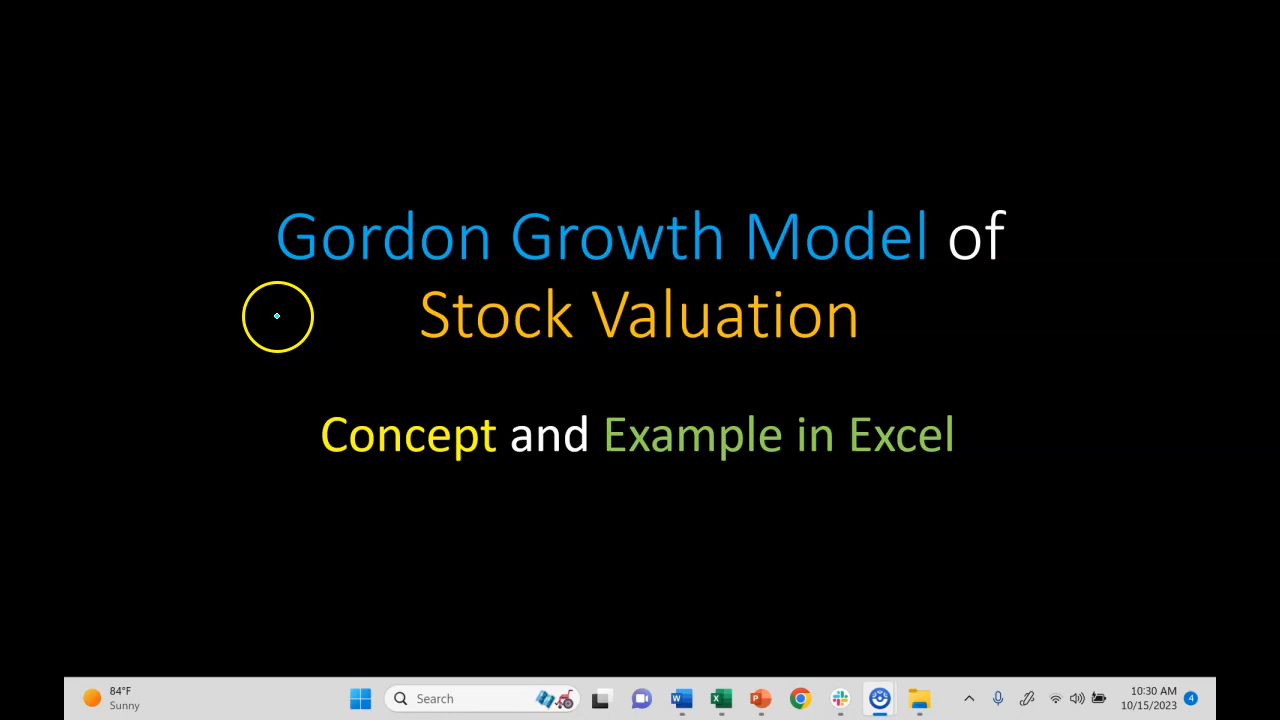 Gordon Growth Model of
Stock Valuation
Concept and Example in Excel
84°F
Sunny
Search
10:30 AM
10/15/2023
4